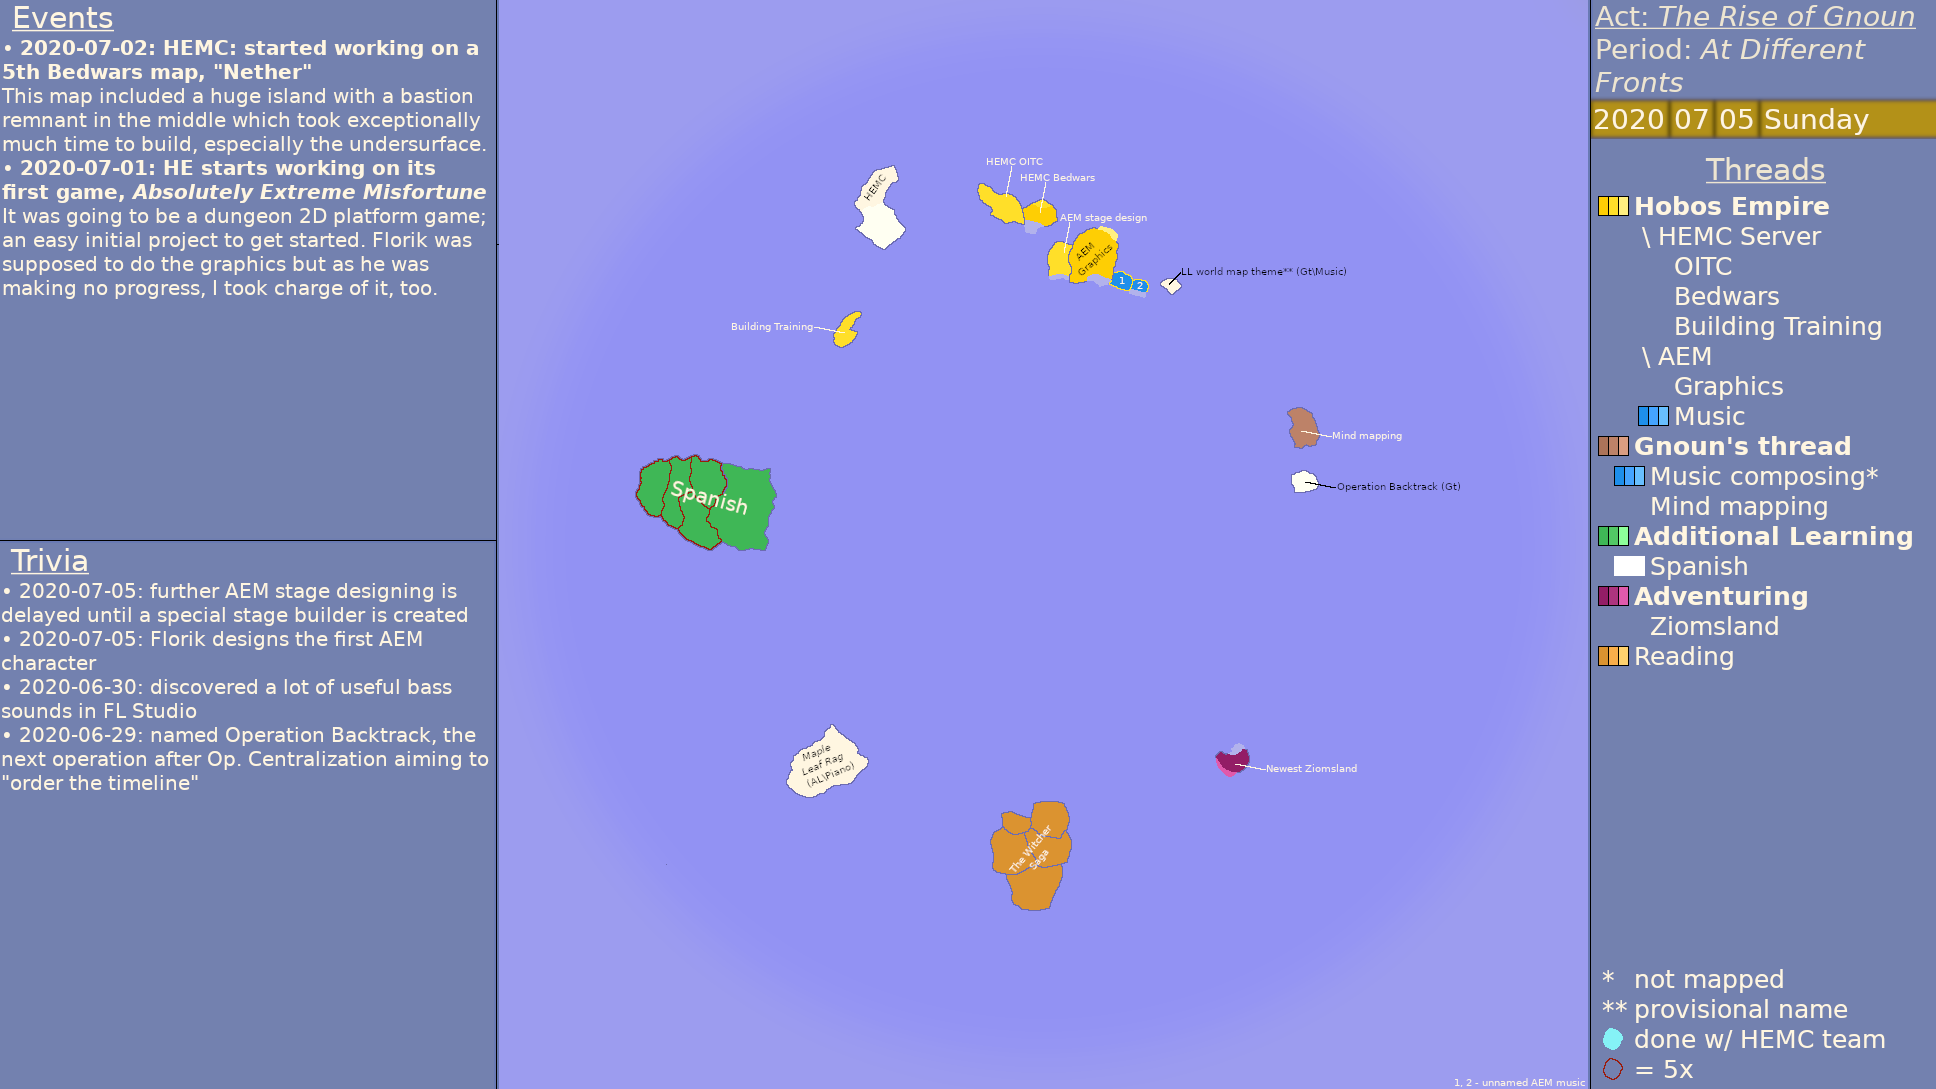 Events
• 2020-07-02: HEMC: started working on a
5th Bedwars map, "Nether"
This map included a huge island with a bastion
remnant in the middle which took exceptionally
much time to build, especially the undersurface.
• 2020-07-01: HE starts working on its
first game, Absolutely Extreme Misfortune
It was going to be a dungeon 2D platform game;
an easy initial project to get started. Florik was
supposed to do the graphics but as he was
making no progress, I took charge of it, too.
Trivia
• 2020-07-05: further AEM stage designing is
delayed until a special stage builder is created
• 2020-07-05: Florik designs the first AEM
character
• 2020-06-30: discovered a lot of useful bass
sounds in FL Studio
• 2020-06-29: named Operation Backtrack, the
next operation after Op. Centralization aiming to
"order the timeline"
HEMC
HEMC OITC
HEMC Bedwars
AEM stage design
AEM
Graphics
1
2
LL world map theme** (Gt\Music)
Building Training
Mind mapping
Operation Backtrack (Gt)
Spanish
Maple
Leaf Rag
(AL\Piano)
Newest Ziomsland
The Witcher
Saga
1, 2 - unnamed AEM music
Act: The Rise of Gnoun
Period: At Different
Fronts
2020 07 05 Sunday
Threads
Hobos Empire
\ HEMC Server
OITC
Bedwars
Building Training
\ AEM
Graphics
Music
Gnoun's thread
Music composing*
Mind mapping
Additional Learning
Spanish
Adventuring
Ziomsland
Reading
* not mapped
** provisional name
done w/ HEMC team
= 5x